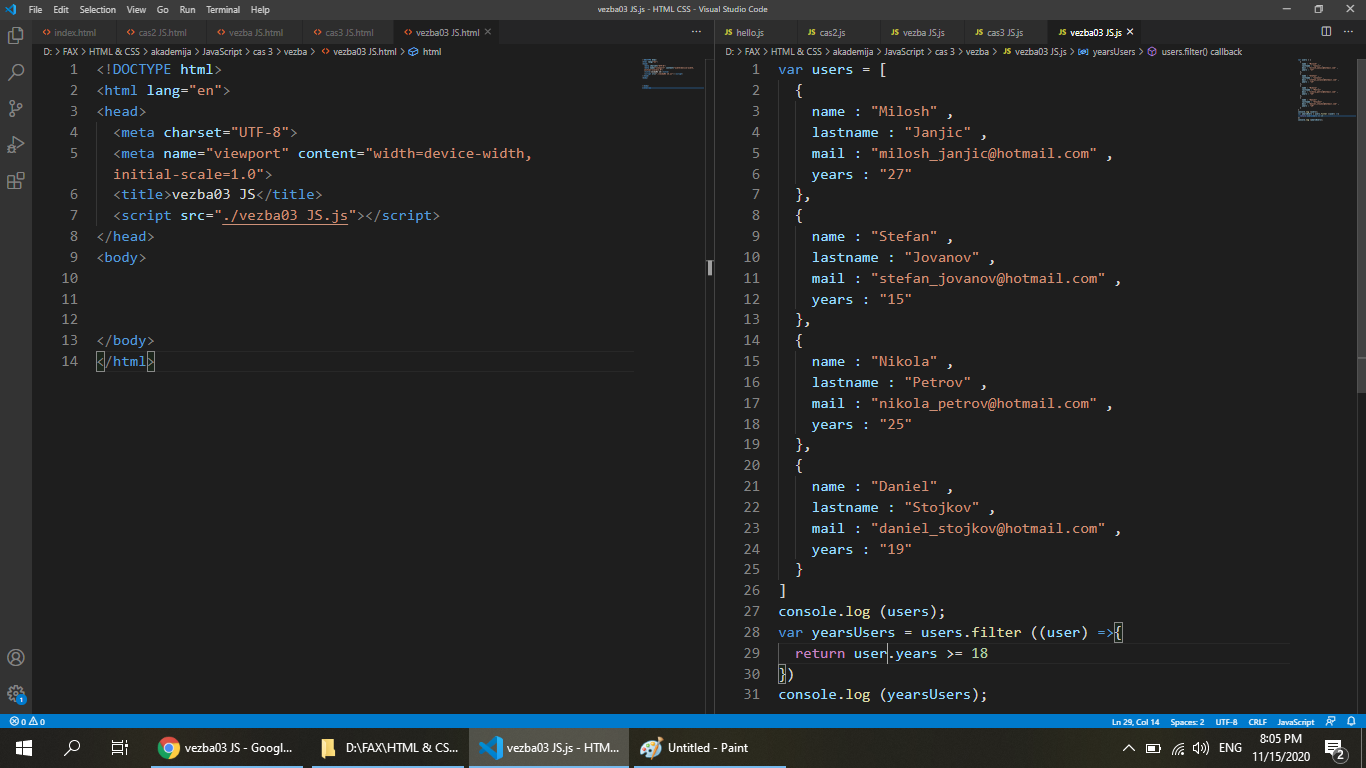 File Edit Selection View Go Run Terminal Help
vezba03 JS.js - HTML CSS - Visual Studio Code
index.html cas2 JS.html vezba JS.html cas3 JS.html vezba03 JS.html
D: > FAX > HTML & CSS > akademija > JavaScript > cas 3 > vezba > vezba03 JS.html > html
1 <!DOCTYPE html>
2 <html lang="en">
3 <head>
4 <meta charset="UTF-8">
5 <meta name="viewport" content="width=device-width,
initial-scale=1.0">
6 <title>vezba03 JS</title>
7 <script src="./vezba03 JS.js"></script>
8 </head>
9 <body>
10
11
12
13 </body>
14 </html>
hello.js cas2.js vezba JS.js cas3 JS.js vezba03 JS.js
D: > FAX > HTML & CSS > akademija > JavaScript > cas 3 > vezba > vezba03 JS.js > yearsUsers > users.filter() callback
1 var users = [
2 {
3 name : "Milosh" ,
4 lastname : "Janjic" ,
5 mail : "milosh_janjic@hotmail.com" ,
6 years : "27"
7 },
8 {
9 name : "Stefan" ,
10 lastname : "Jovanov" ,
11 mail : "stefan_jovanov@hotmail.com" ,
12 years : "15"
13 },
14 {
15 name : "Nikola" ,
16 lastname : "Petrov" ,
17 mail : "nikola_petrov@hotmail.com" ,
18 years : "25"
19 },
20 {
21 name : "Daniel" ,
22 lastname : "Stojkov" ,
23 mail : "daniel_stojkov@hotmail.com" ,
24 years : "19"
25 }
26 ]
27 console.log (users);
28 var yearsUsers = users.filter ((user) =>{
29 return user.years >= 18
30 })
31 console.log (yearsUsers);
1
0 0
Ln 29, Col 14 Spaces: 2 UTF-8 CRLF JavaScript
vezba03 JS - Googl...
D:\FAX\HTML & CS...
vezba03 JS.js - HTM...
Untitled - Paint
ENG
8:05 PM
11/15/2020
2